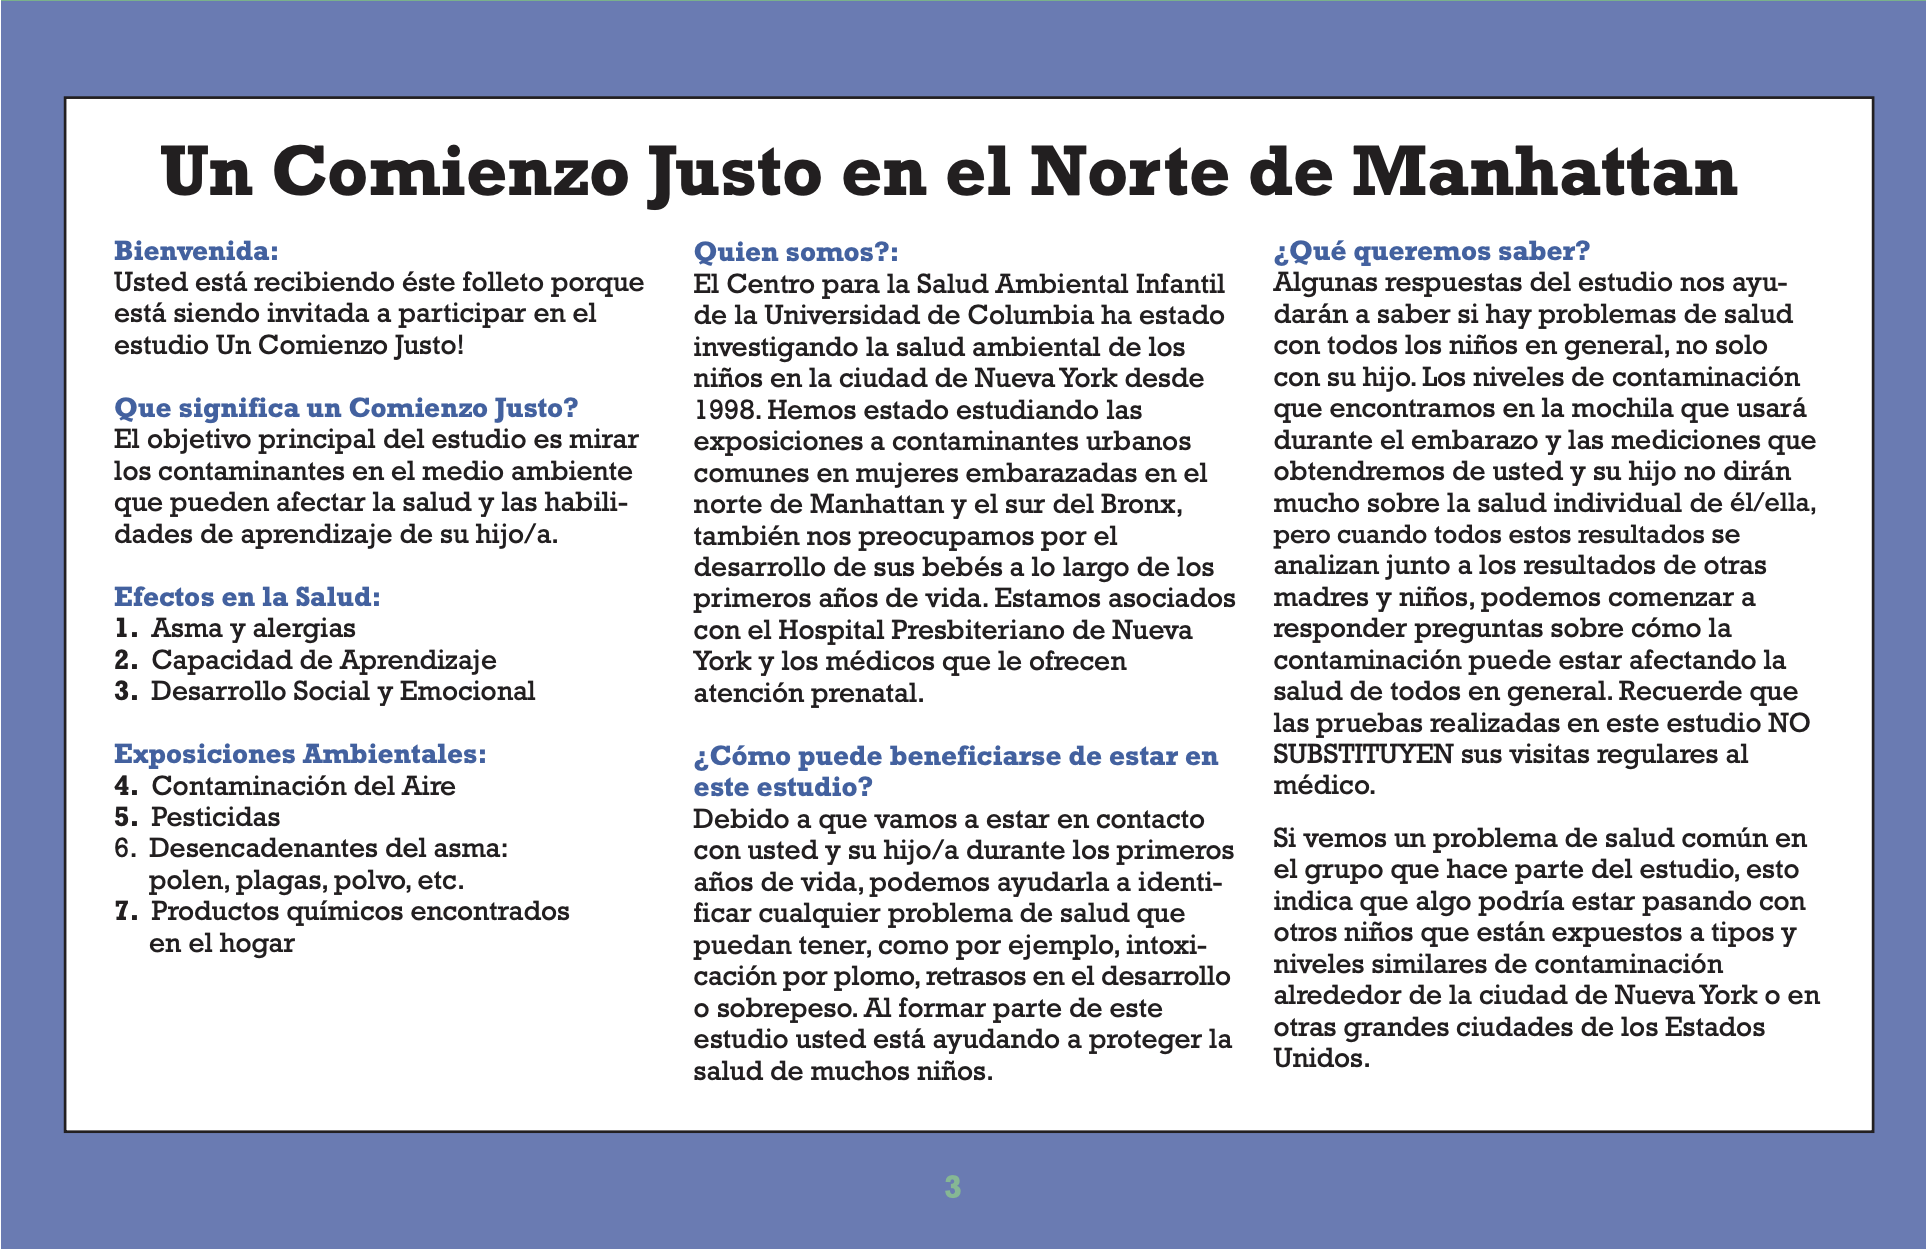 Un Comienzo Justo en el Norte de Manhattan
Bienvenida:
Usted está recibiendo éste folleto porque
está siendo invitada a participar en el
estudio Un Comienzo Justo!
Que significa un Comienzo Justo?
El objetivo principal del estudio es mirar
los contaminantes en el medio ambiente
que pueden afectar la salud y las habili-
dades de aprendizaje de su hijo/a.
Efectos en la Salud:
1. Asma y alergias
2. Capacidad de Aprendizaje
3. Desarrollo Social y Emocional
Exposiciones Ambientales:
4. Contaminación del Aire
5. Pesticidas
6. Desencadenantes del asma:
polen, plagas, polvo, etc.
7. Productos químicos encontrados
en el hogar
Quien somos?:
El Centro para la Salud Ambiental Infantil
de la Universidad de Columbia ha estado
investigando la salud ambiental de los
niños en la ciudad de Nueva York desde
1998. Hemos estado estudiando las
exposiciones a contaminantes urbanos
comunes en mujeres embarazadas en el
norte de Manhattan y el sur del Bronx,
también nos preocupamos por el
desarrollo de sus bebés a lo largo de los
primeros años de vida. Estamos asociados
con el Hospital Presbiteriano de Nueva
York y los médicos que le ofrecen
atención prenatal.
¿Cómo puede beneficiarse de estar en
este estudio?
Debido a que vamos a estar en contacto
con usted y su hijo/a durante los primeros
años de vida, podemos ayudarla a identi-
ficar cualquier problema de salud que
puedan tener, como por ejemplo, intoxi-
cación por plomo, retrasos en el desarrollo
o sobrepeso. Al formar parte de este
estudio usted está ayudando a proteger la
salud de muchos niños.
¿Qué queremos saber?
Algunas respuestas del estudio nos ayu-
darán a saber si hay problemas de salud
con todos los niños en general, no solo
con su hijo. Los niveles de contaminación
que encontramos en la mochila que usará
durante el embarazo y las mediciones que
obtendremos de usted y su hijo no dirán
mucho sobre la salud individual de él/ella,
pero cuando todos estos resultados se
analizan junto a los resultados de otras
madres y niños, podemos comenzar a
responder preguntas sobre cómo la
contaminación puede estar afectando la
salud de todos en general. Recuerde que
las pruebas realizadas en este estudio NO
SUBSTITUYEN sus visitas regulares al
médico.
Si vemos un problema de salud común en
el grupo que hace parte del estudio, esto
indica que algo podría estar pasando con
otros niños que están expuestos a tipos y
niveles similares de contaminación
alrededor de la ciudad de Nueva York o en
otras grandes ciudades de los Estados
Unidos.
3